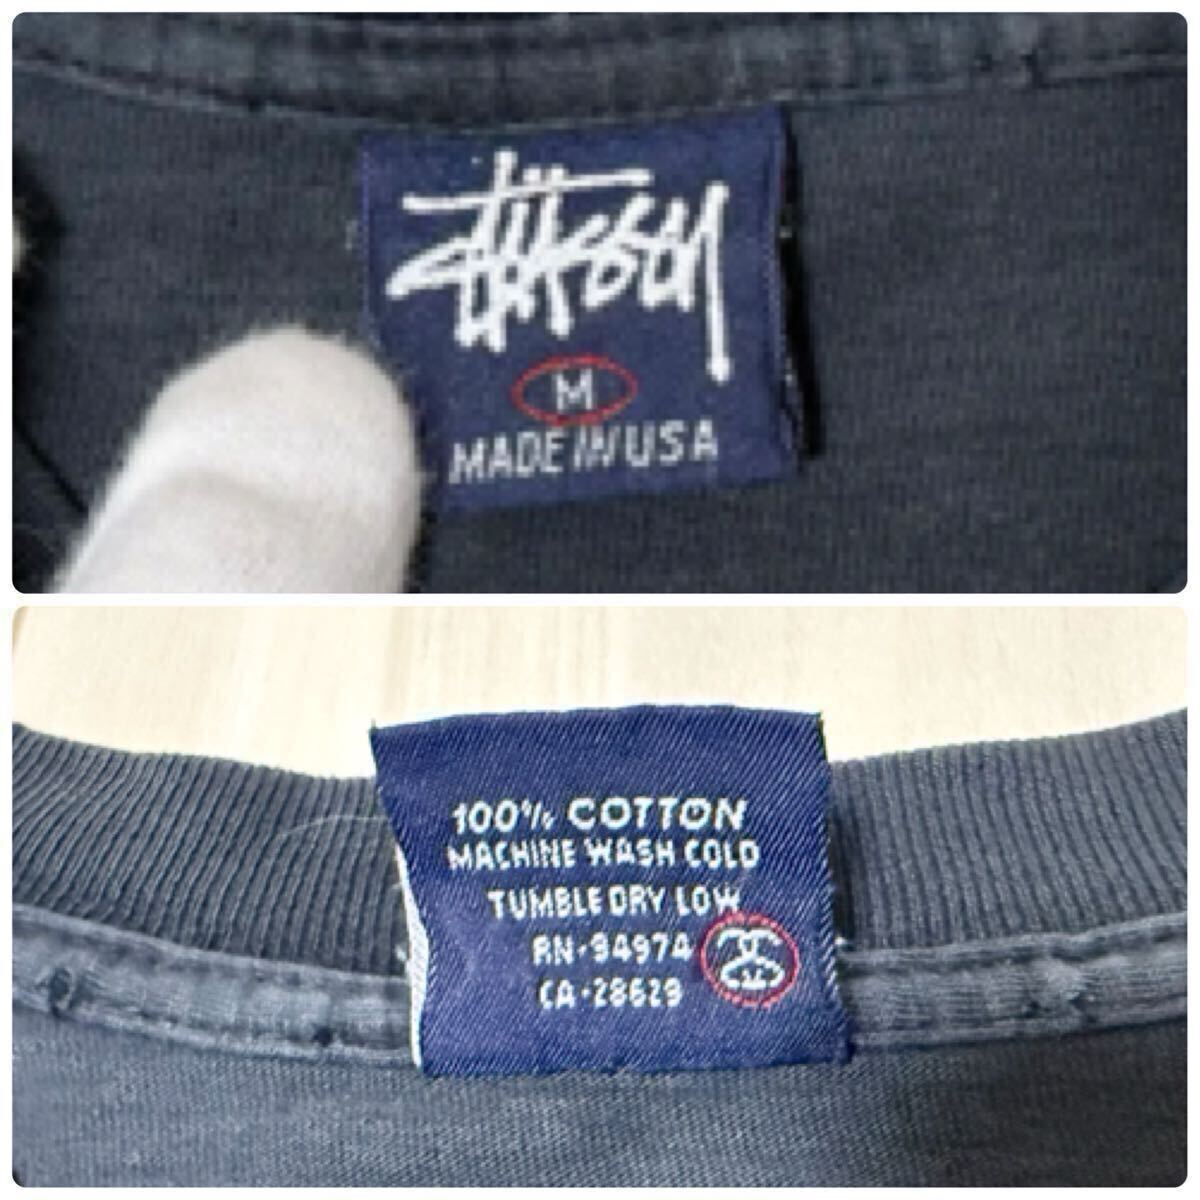 Stüssy
M
MADE IN USA
100% COTTON
MACHINE WASH COLD
TUMBLE DRY LOW
RN-94974
CA-28629